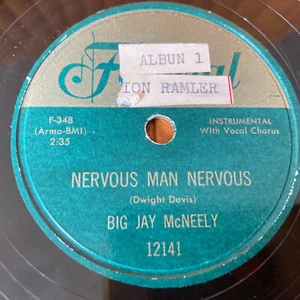 ALBUN 1
ION RAMLER
F-348
(Armo-BMI)
2:35
INSTRUMENTAL
With Vocal Chorus
NERVOUS MAN NERVOUS
(Dwight Davis)
BIG JAY McNEELY
12141